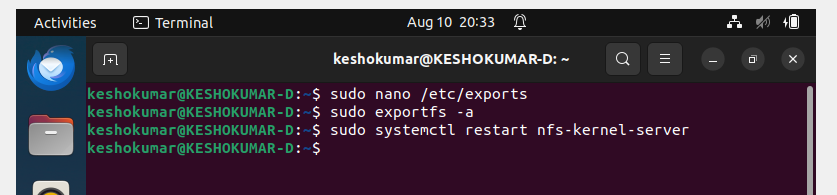 Activities Terminal Aug 10 20:33
keshokumar@KESHOKUMAR-D: ~
keshokumar@KESHOKUMAR-D:~$ sudo nano /etc/exports
keshokumar@KESHOKUMAR-D:~$ sudo exportfs -a
keshokumar@KESHOKUMAR-D:~$ sudo systemctl restart nfs-kernel-server
keshokumar@KESHOKUMAR-D:~$